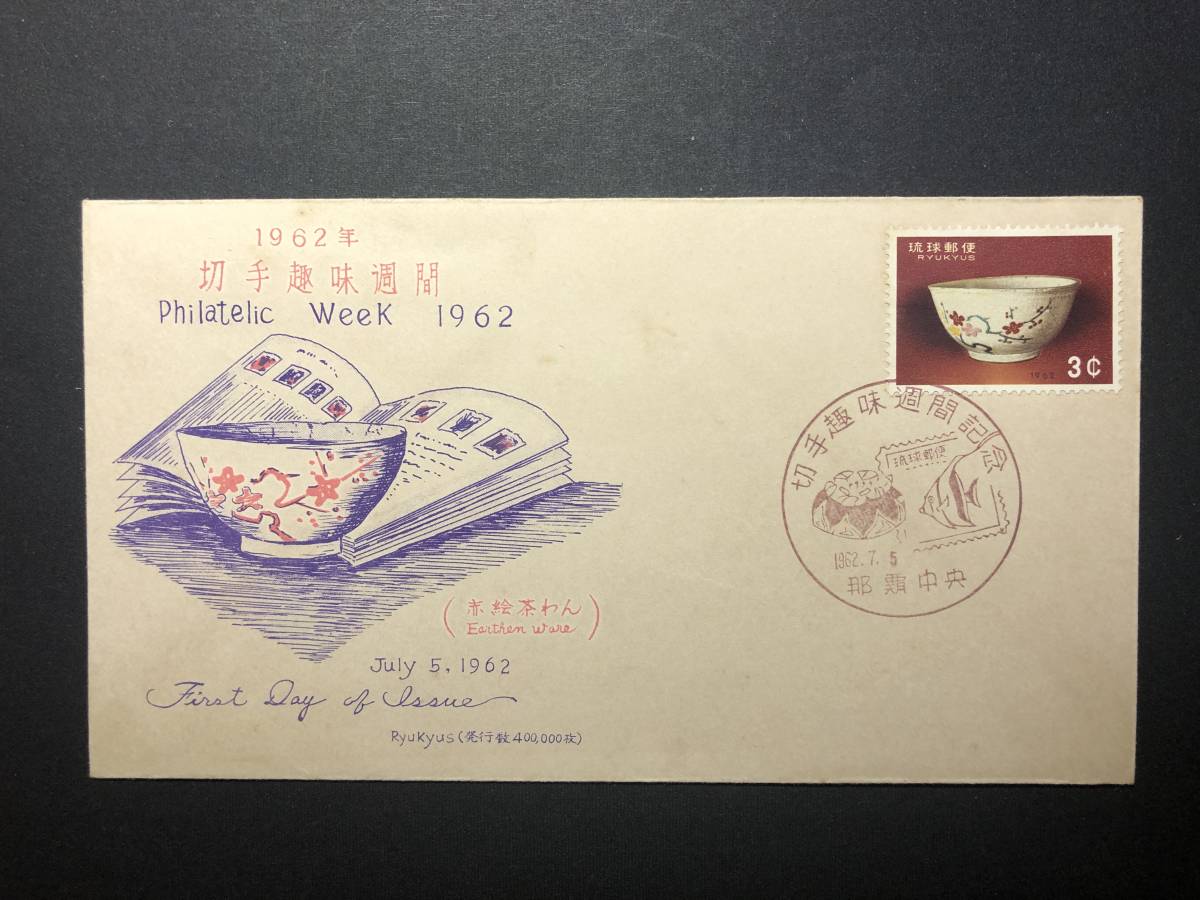 1962年
切手趣味週間
Philatelic Week 1962
(赤絵茶わん
Earthen ware)
July 5, 1962
First Day of Issue
Ryukyus (発行数400,000枚)
琉球郵便
RYUKYUS
1962
3¢
切手趣味週間記念
琉球郵便
1962.7.5
那覇中央